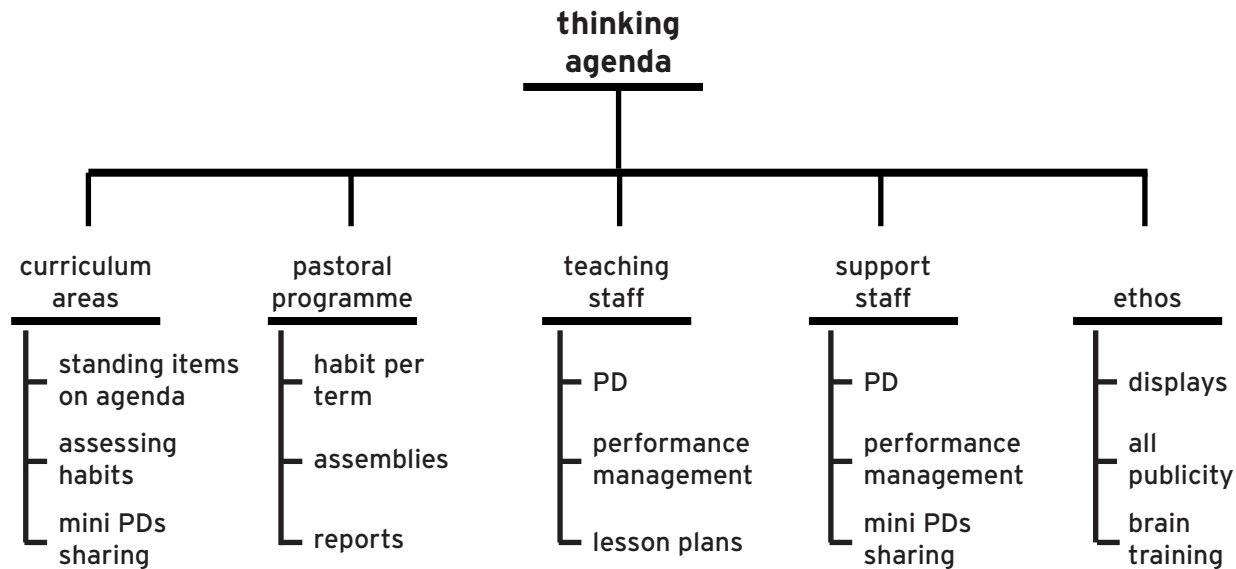 thinking
agenda
curriculum
areas
standing items
on agenda
assessing
habits
mini PDs
sharing
pastoral
programme
habit per
term
assemblies
reports
teaching
staff
PD
performance
management
lesson plans
support
staff
PD
performance
management
mini PDs
sharing
ethos
displays
all
publicity
brain
training